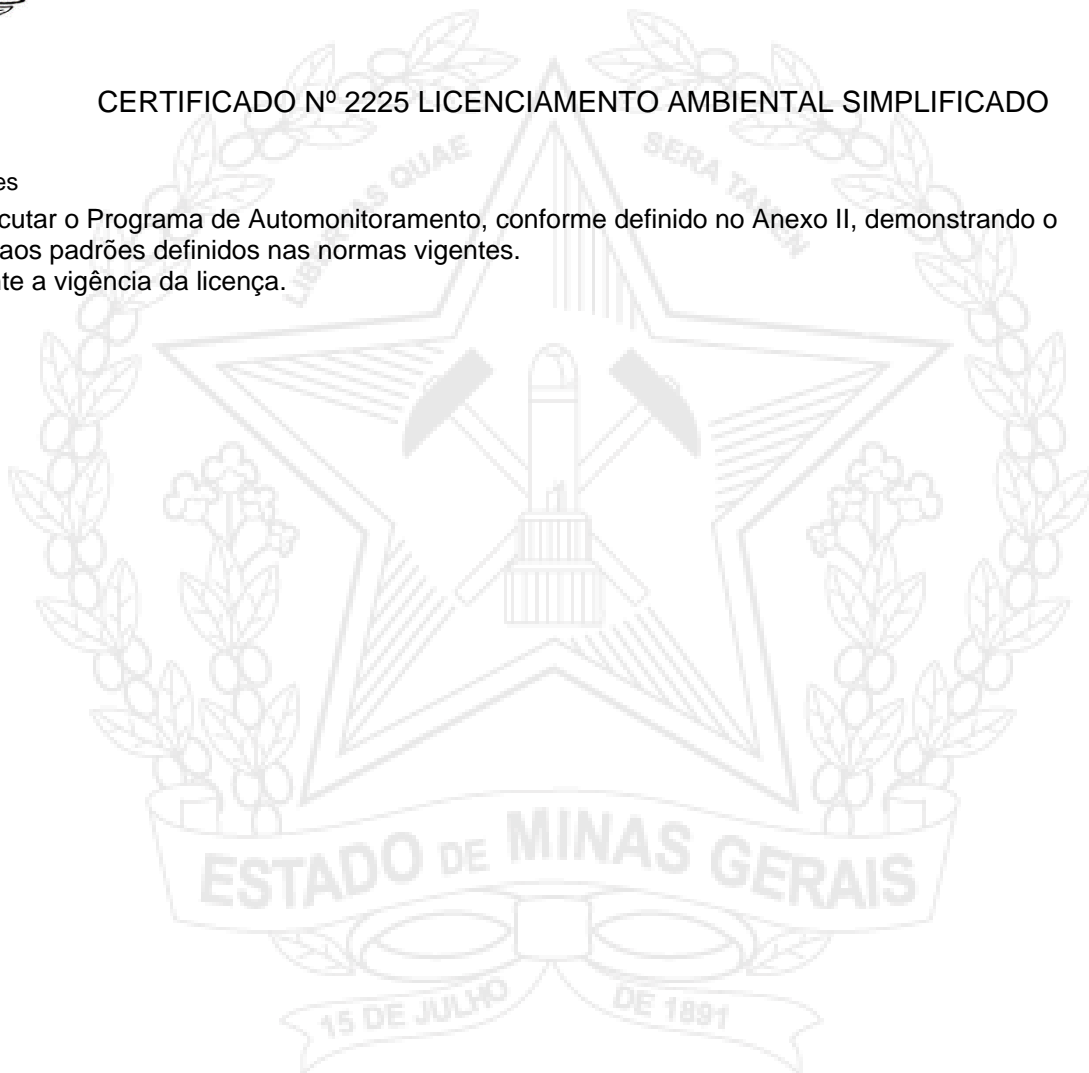 CERTIFICADO Nº 2225 LICENCIAMENTO AMBIENTAL SIMPLIFICADO
LIBERTAS QUAE SERA TAMEN
es
cutar o Programa de Automonitoramento, conforme definido no Anexo II, demonstrando o
aos padrões definidos nas normas vigentes.
te a vigência da licença.
ESTADO DE MINAS GERAIS
15 DE JULHO DE 1891